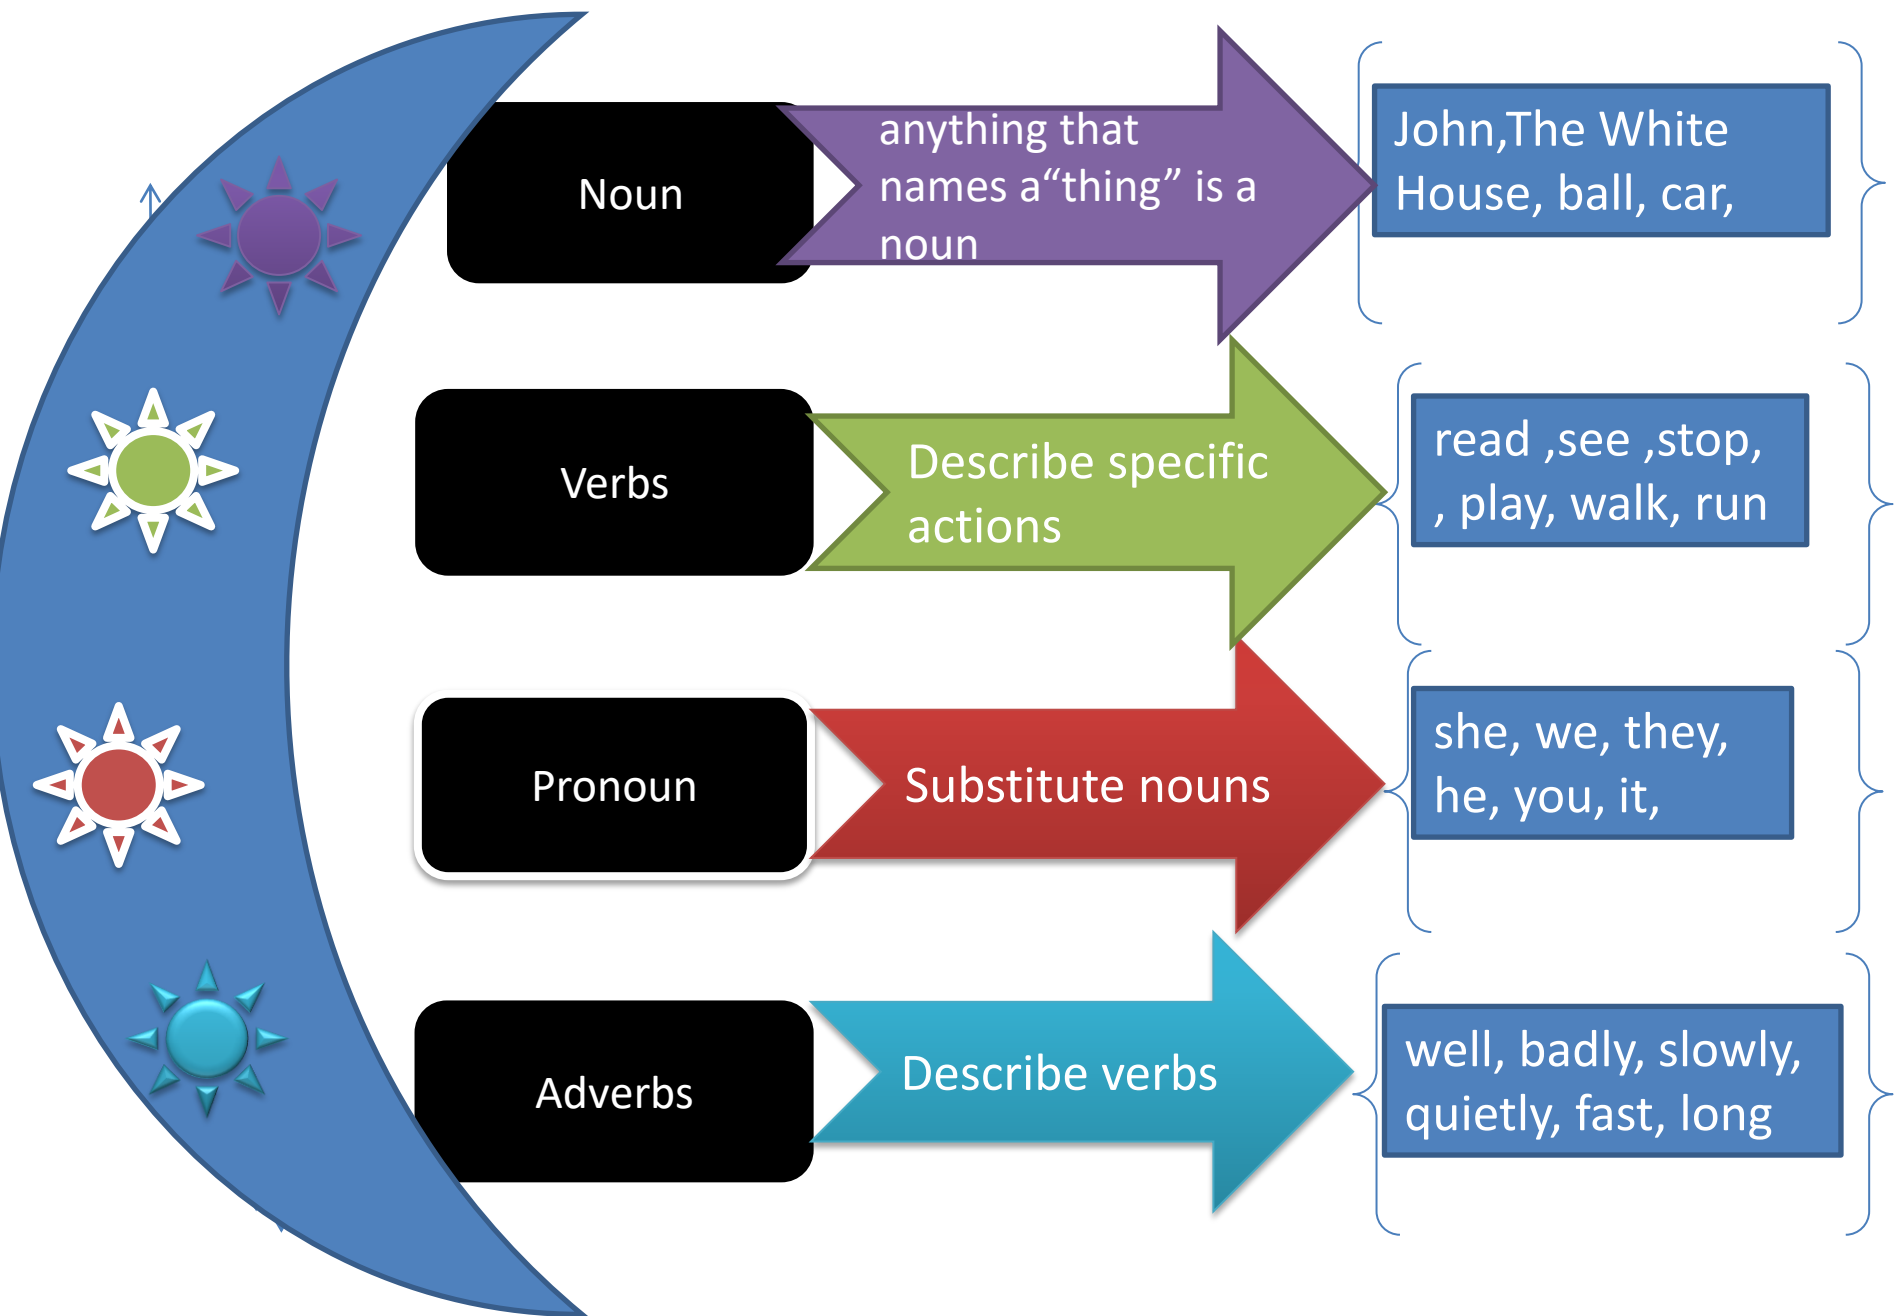 Noun
anything that
names a“thing” is a
noun
John,The White
House, ball, car,
Verbs
Describe specific
actions
read ,see ,stop,
, play, walk, run
Pronoun
Substitute nouns
she, we, they,
he, you, it,
Adverbs
Describe verbs
well, badly, slowly,
quietly, fast, long